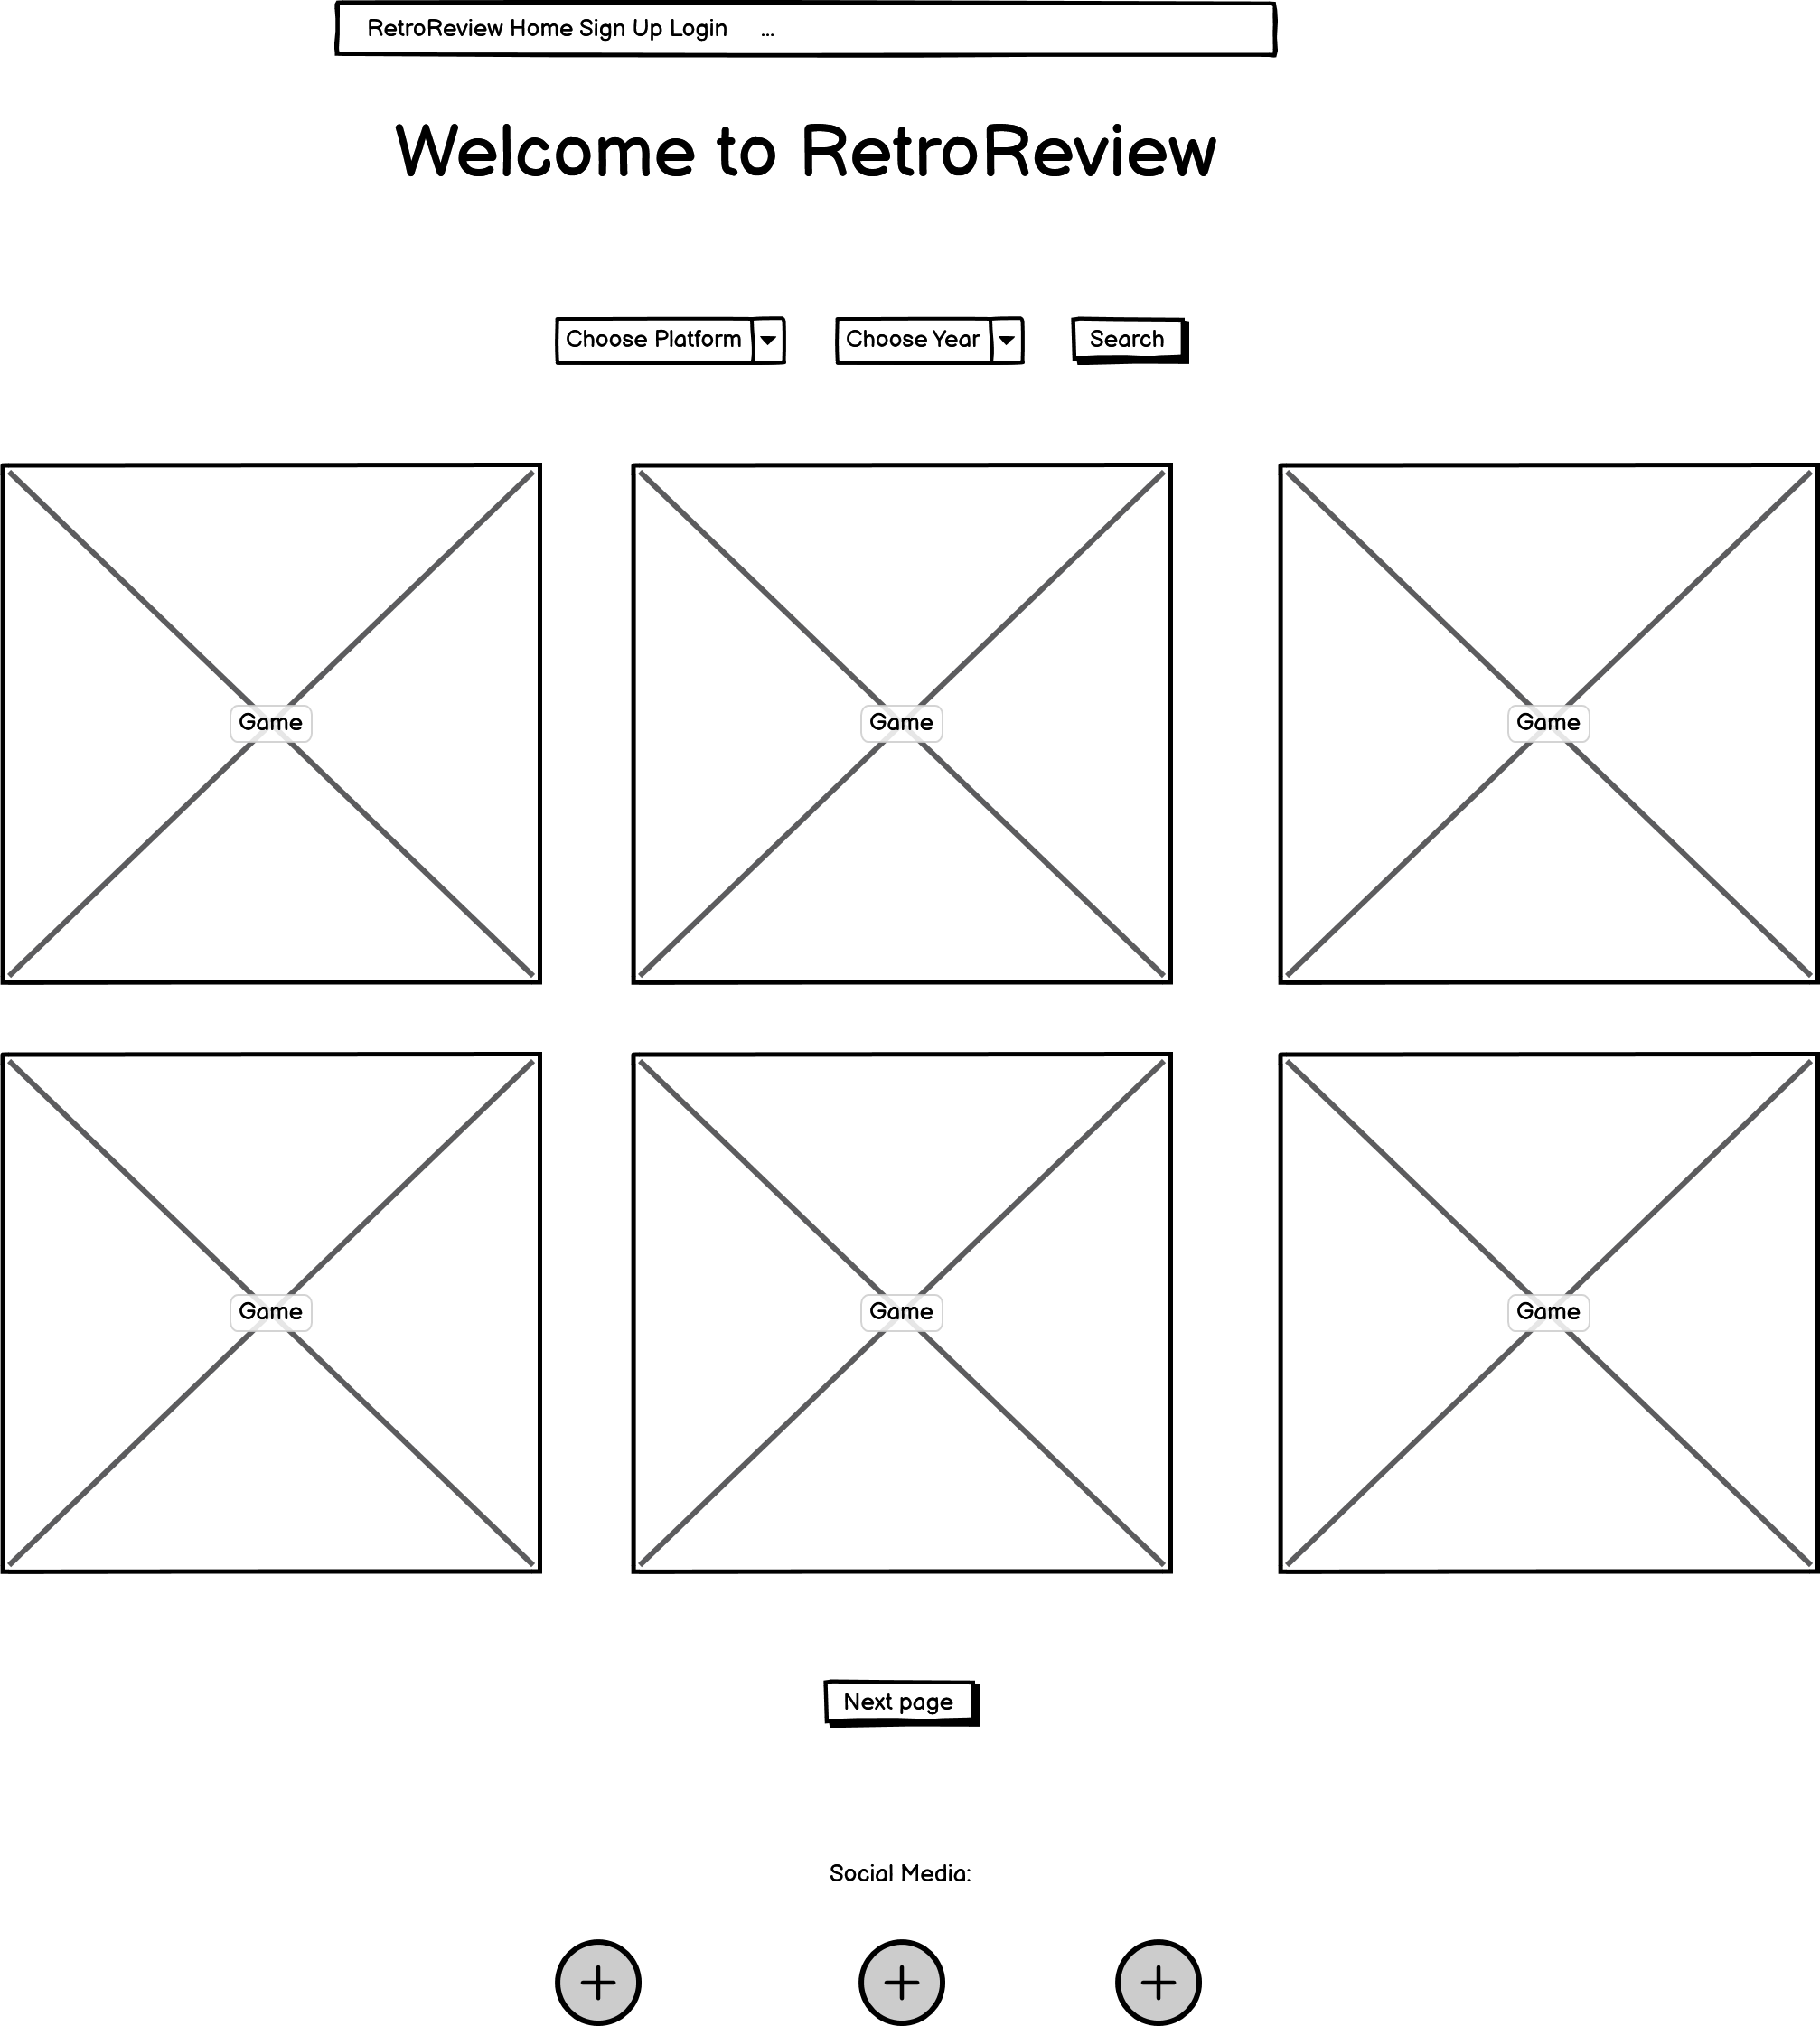 RetroReview Home Sign Up Login ...
Welcome to RetroReview
Choose Platform Choose Year Search
Game Game Game
Game Game Game
Next page
Social Media: